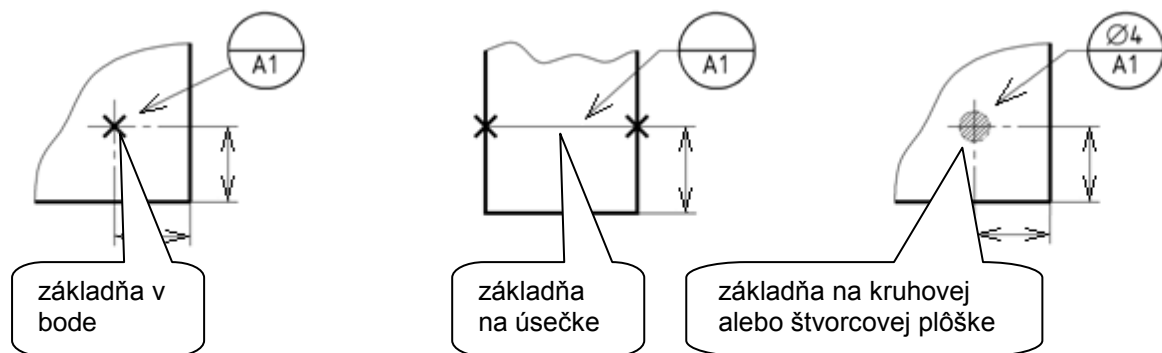 A1
A1
Ø4
A1
základňa v
bode
základňa
na úsečke
základňa na kruhovej
alebo štvorcovej plôške